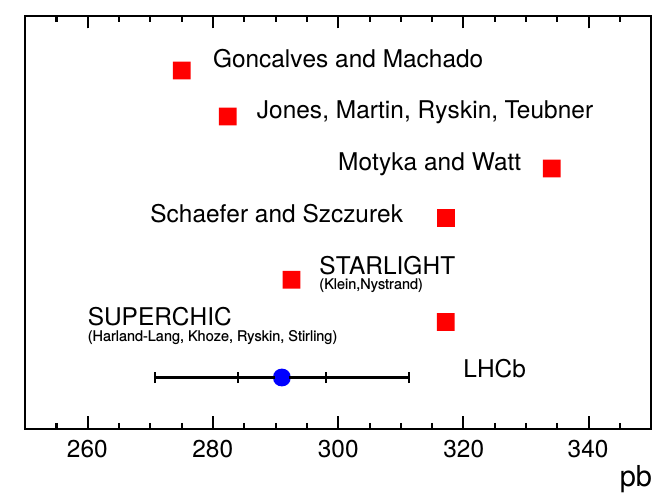 Goncalves and Machado
Jones, Martin, Ryskin, Teubner
Motyka and Watt
Schaefer and Szczurek
STARLIGHT
(Klein,Nystrand)
SUPERCHIC
(Harland-Lang, Khoze, Ryskin, Stirling)
LHCb
260 280 300 320 340
pb